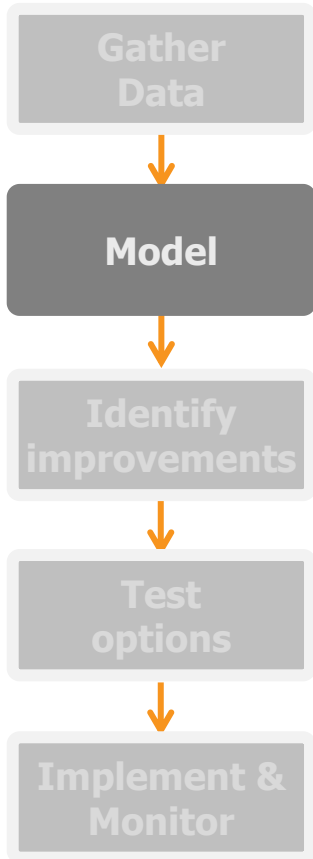 Gather
Data
Model
Identify
improvements
Test
options
Implement &
Monitor